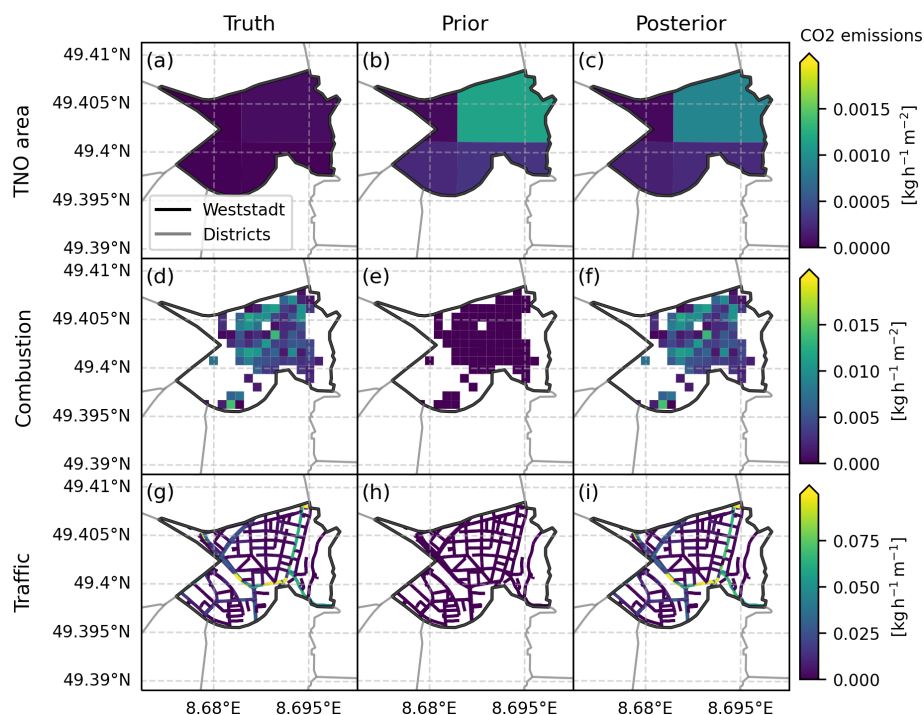 Truth
Prior
Posterior
CO2 emissions
TNO area
49.41°N
49.405°N
49.4°N
49.395°N
49.39°N
(a)
Weststadt
Districts
(b)
(c)
0.0015
0.0010
0.0005
0.0000
[kg h⁻¹ m⁻²]
Combustion
49.41°N
49.405°N
49.4°N
49.395°N
49.39°N
(d)
(e)
(f)
0.015
0.010
0.005
0.000
[kg h⁻¹ m⁻²]
Traffic
49.41°N
49.405°N
49.4°N
49.395°N
49.39°N
(g)
(h)
(i)
0.075
0.050
0.025
0.000
[kg h⁻¹ m⁻¹]
8.68°E 8.695°E
8.68°E 8.695°E
8.68°E 8.695°E